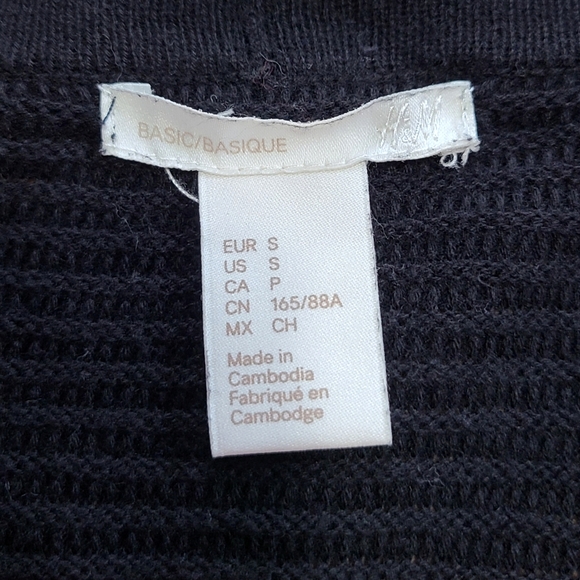 BASIC/BASIQUE H&M
EUR S
US S
CA P
CN 165/88A
MX CH
Made in
Cambodia
Fabriqué en
Cambodge